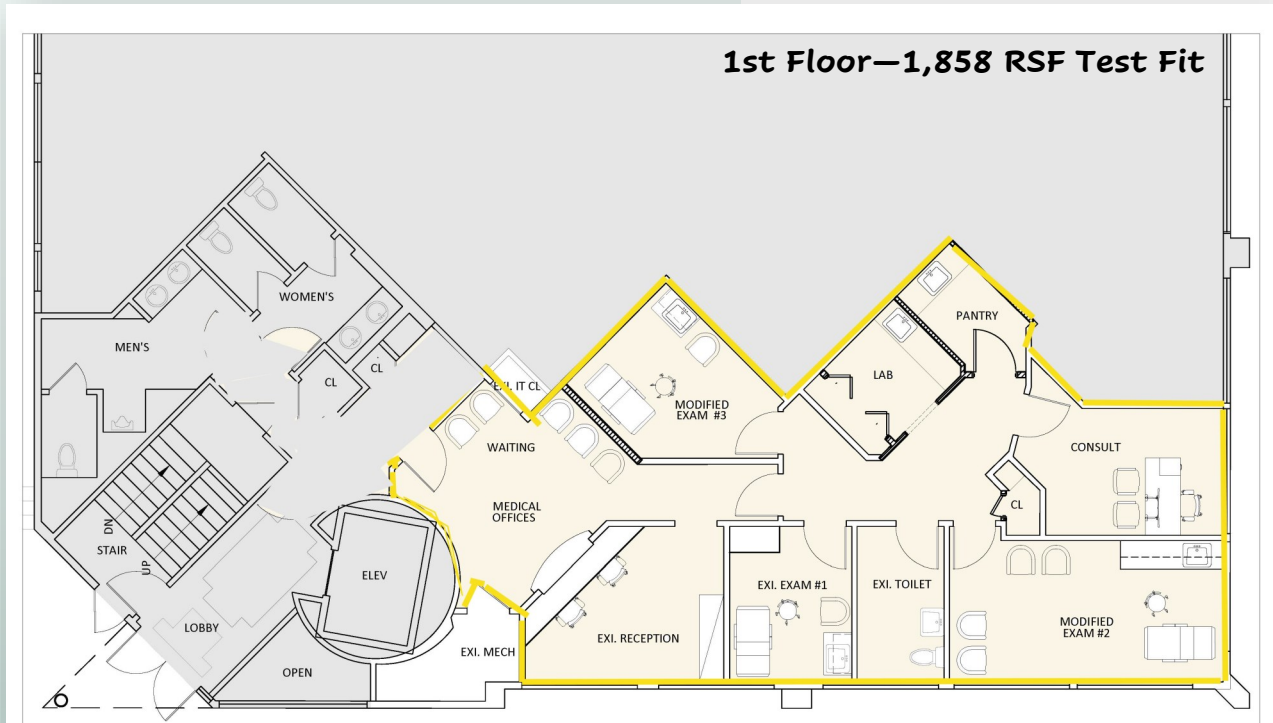 1st Floor—1,858 RSF Test Fit
WOMEN'S
MEN'S
CL
CL
EXI. IT CL
PANTRY
LAB
MODIFIED
EXAM #3
WAITING
CONSULT
MEDICAL
OFFICES
CL
DN
STAIR
UP
ELEV
EXI. EXAM #1
EXI. TOILET
LOBBY
EXI. RECEPTION
MODIFIED
EXAM #2
EXI. MECH
OPEN